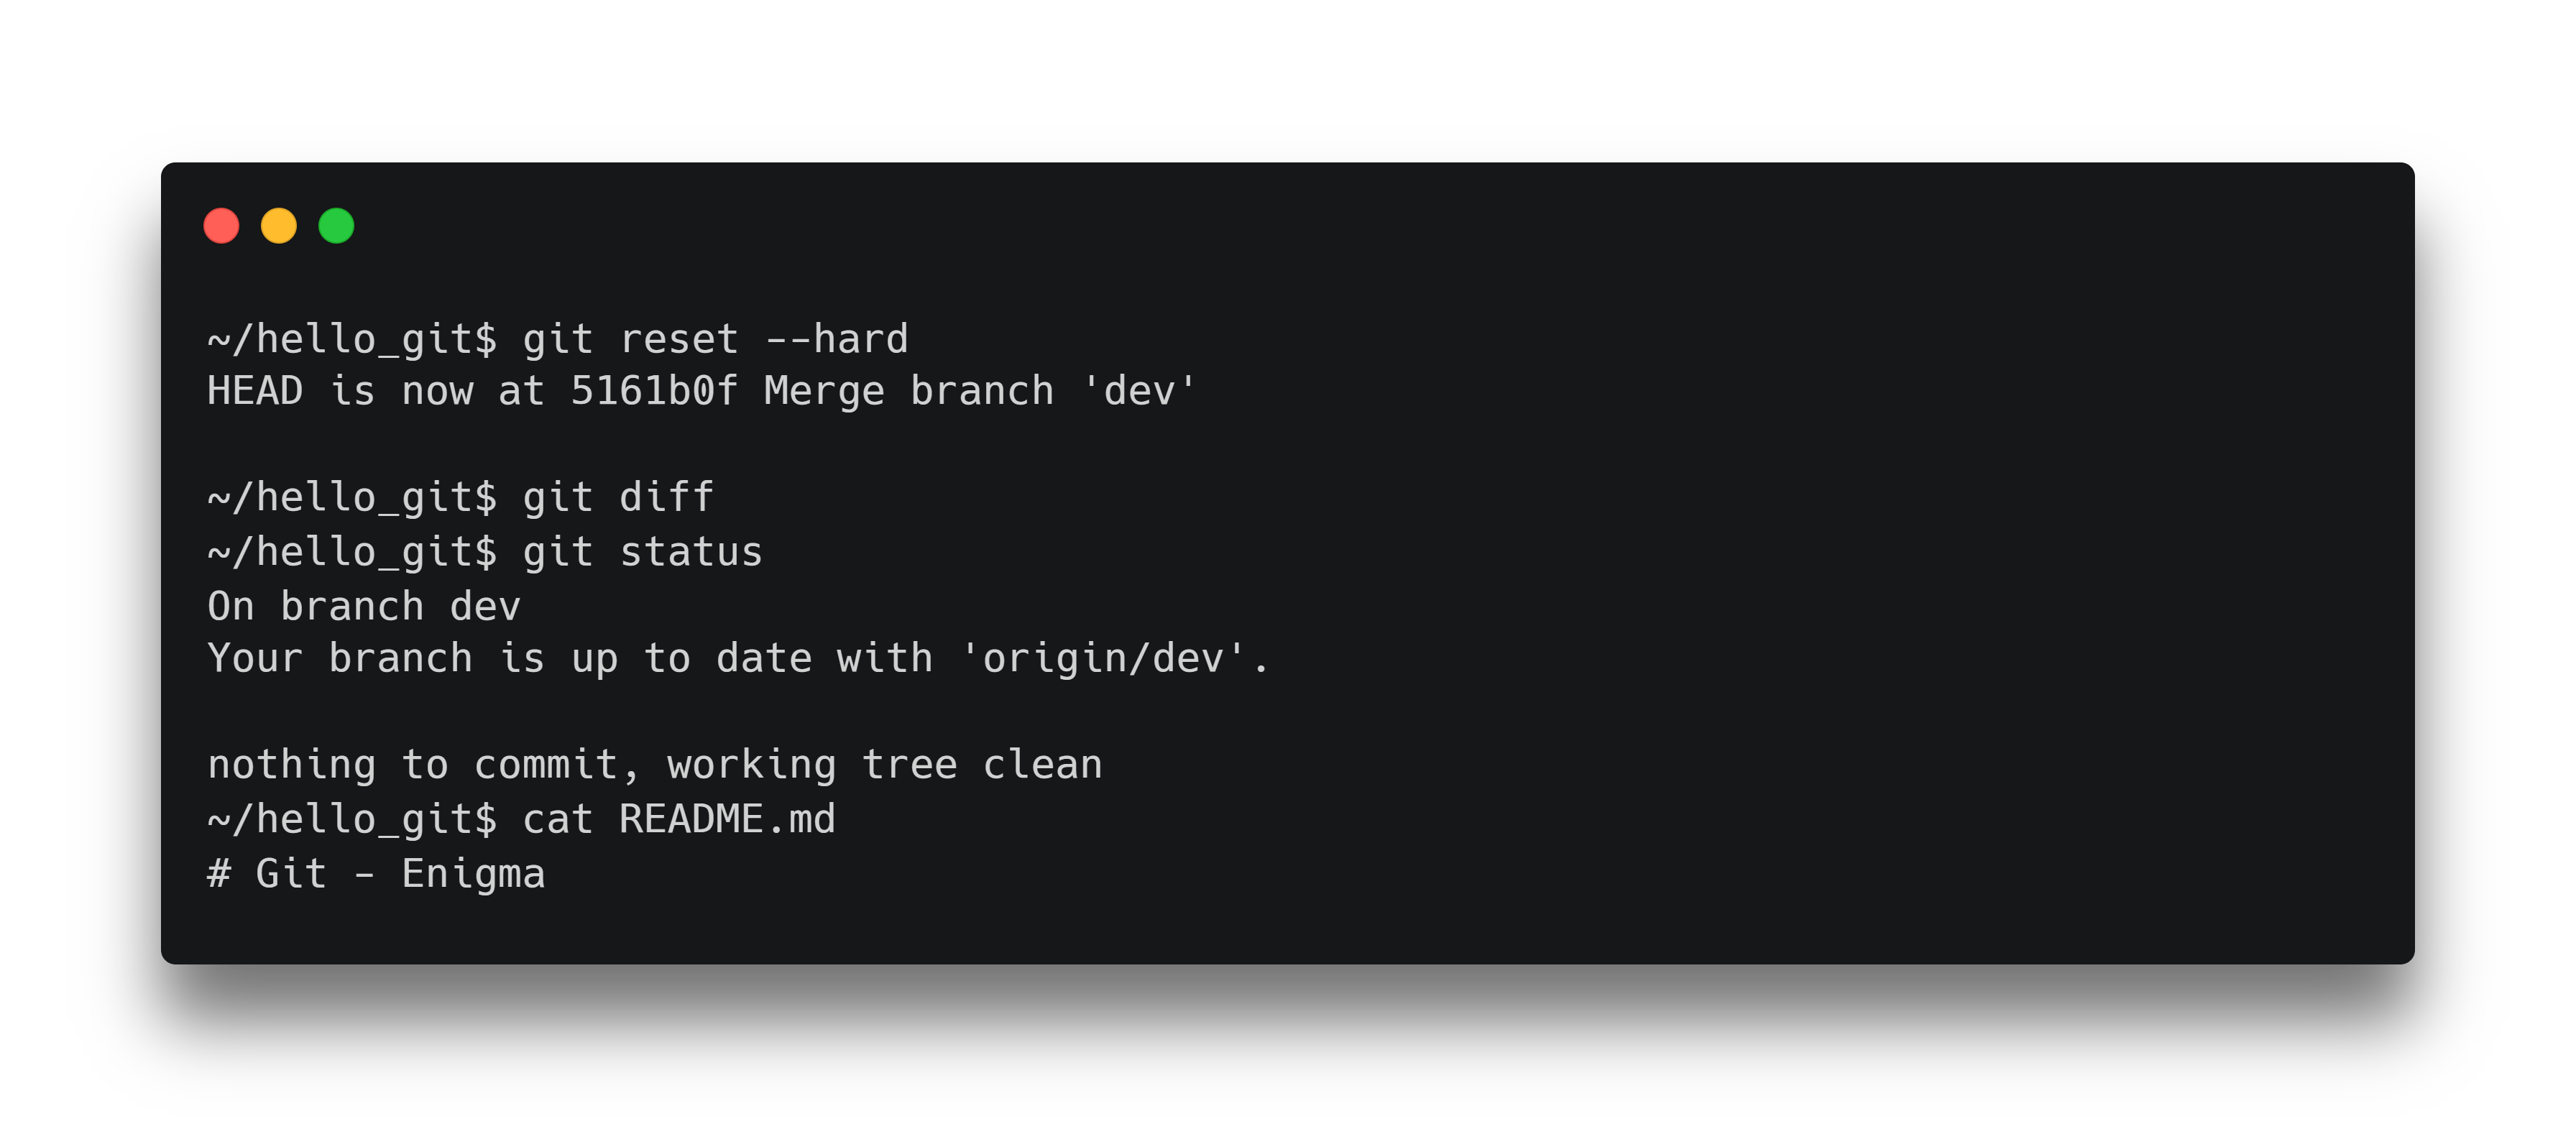 ~/hello_git$ git reset --hard
HEAD is now at 5161b0f Merge branch 'dev'
~/hello_git$ git diff
~/hello_git$ git status
On branch dev
Your branch is up to date with 'origin/dev'.
nothing to commit, working tree clean
~/hello_git$ cat README.md
# Git - Enigma